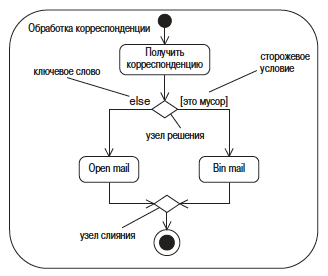 Обработка корреспонденции
Получить
корреспонденцию
сторожевое
условие
ключевое слово
else
[это мусор]
узел решения
Open mail
Bin mail
узел слияния